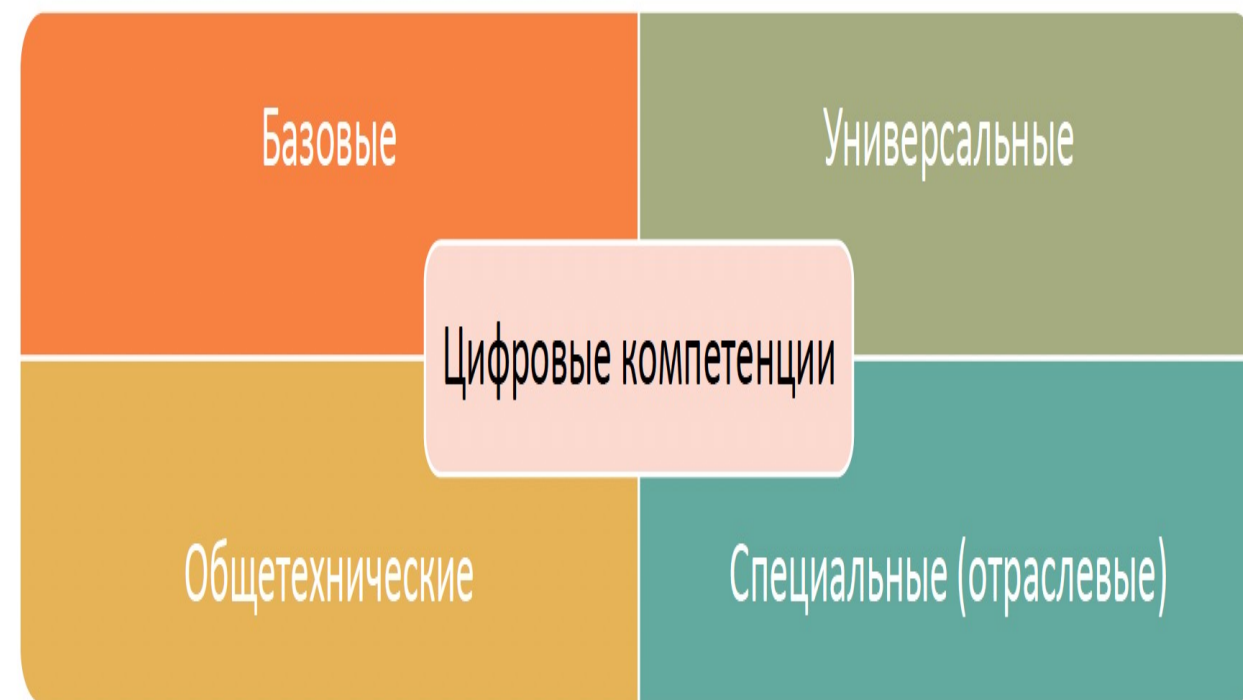 Базовые
Универсальные
Цифровые компетенции
Общетехнические
Специальные (отраслевые)